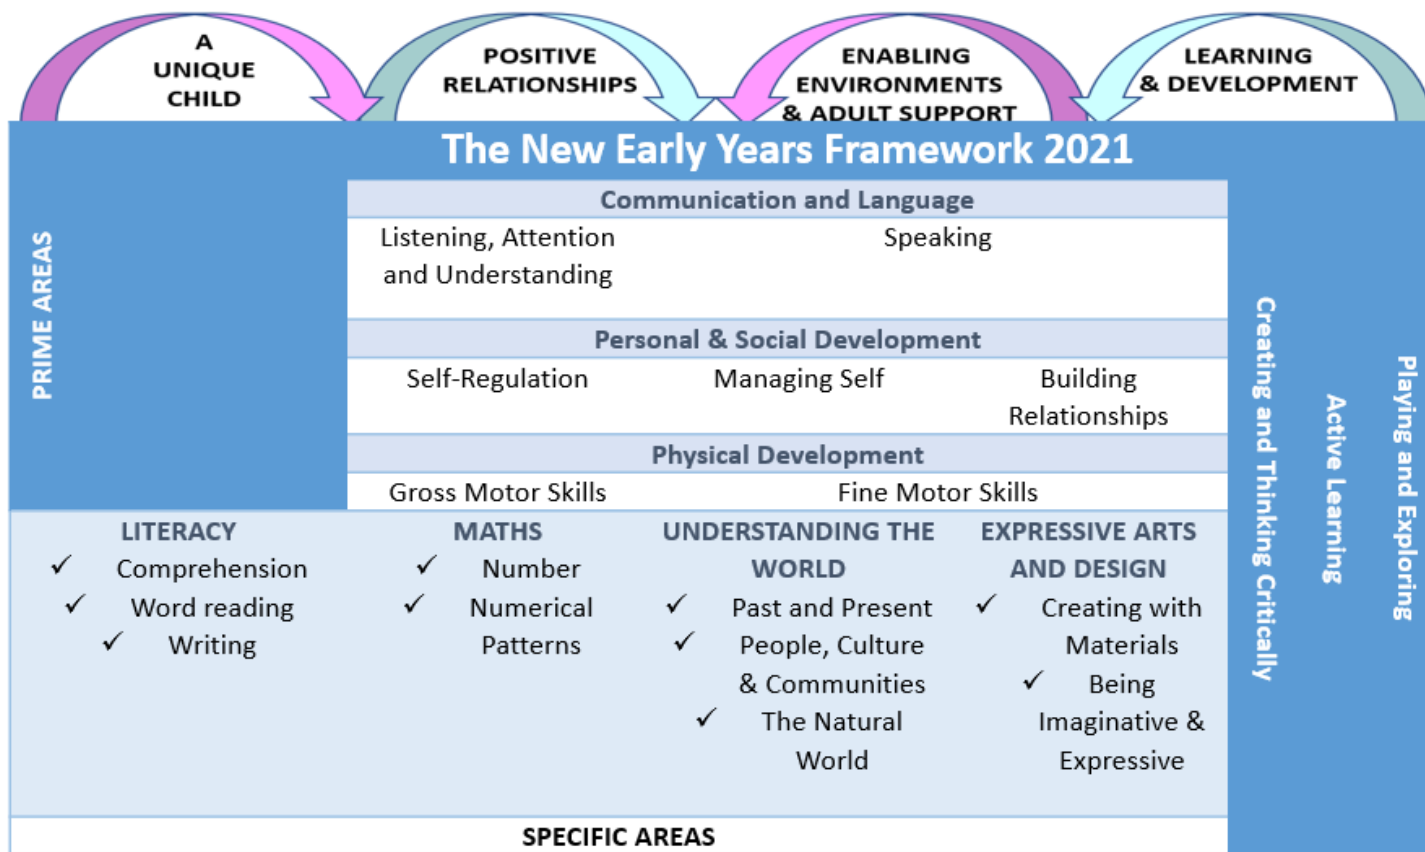 A
UNIQUE
CHILD
POSITIVE
RELATIONSHIPS
ENABLING
ENVIRONMENTS
& ADULT SUPPORT
LEARNING
& DEVELOPMENT
The New Early Years Framework 2021
PRIME AREAS
Communication and Language
Listening, Attention
and Understanding
Speaking
Personal & Social Development
Self-Regulation
Managing Self
Building
Relationships
Physical Development
Gross Motor Skills
Fine Motor Skills
LITERACY
✓ Comprehension
✓ Word reading
✓ Writing
MATHS
✓ Number
✓ Numerical
Patterns
UNDERSTANDING THE
WORLD
✓ Past and Present
✓ People, Culture
& Communities
✓ The Natural
World
EXPRESSIVE ARTS
AND DESIGN
✓ Creating with
Materials
✓ Being
Imaginative &
Expressive
SPECIFIC AREAS
Creating and Thinking Critically
Active Learning
Playing and Exploring